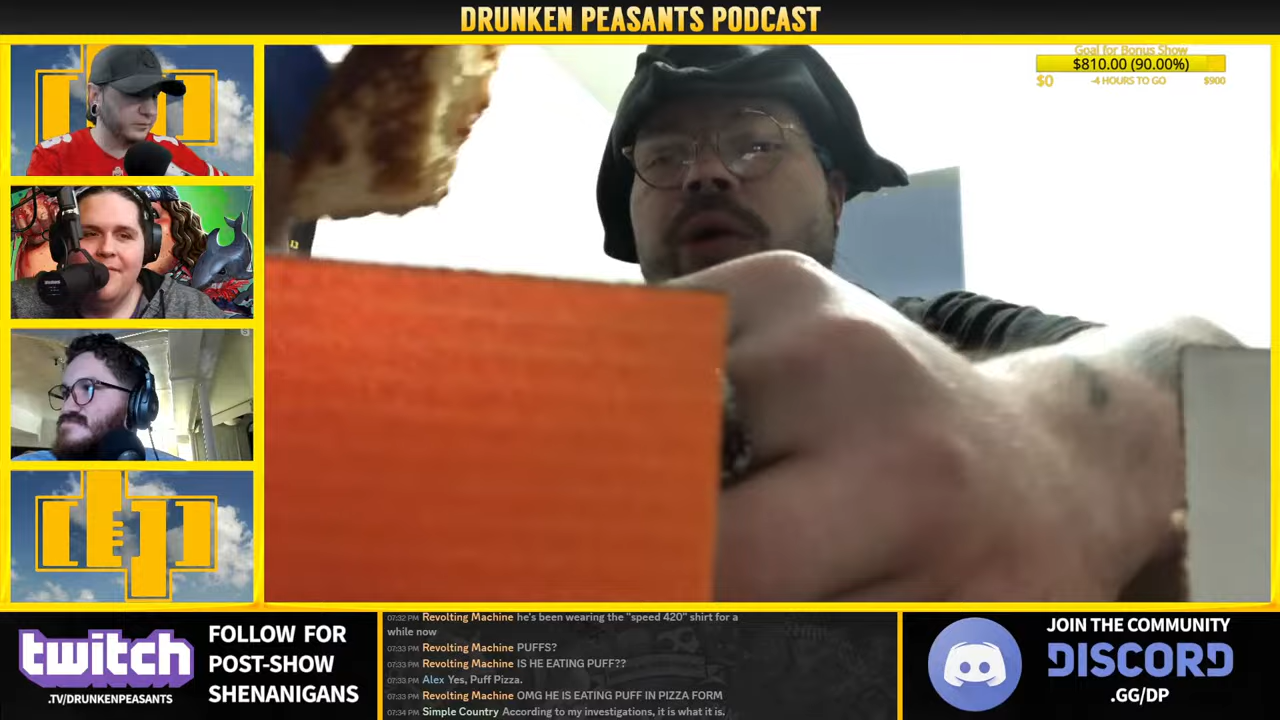 DRUNKEN PEASANTS PODCAST
Goal for Bonus Show
$810.00 (90.00%)
$0 -4 HOURS TO GO $900
twitch
.TV/DRUNKENPEASANTS
FOLLOW FOR
POST-SHOW
SHENANIGANS
07:32 PM Revolting Machine he's been wearing the "speed 420" shirt for a
while now
07:33 PM Revolting Machine PUFFS?
07:33 PM Revolting Machine IS HE EATING PUFF??
07:33 PM Alex Yes, Puff Pizza.
07:33 PM Revolting Machine OMG HE IS EATING PUFF IN PIZZA FORM
07:34 PM Simple Country According to my investigations, it is what it is.
JOIN THE COMMUNITY
DISCORD
.GG/DP